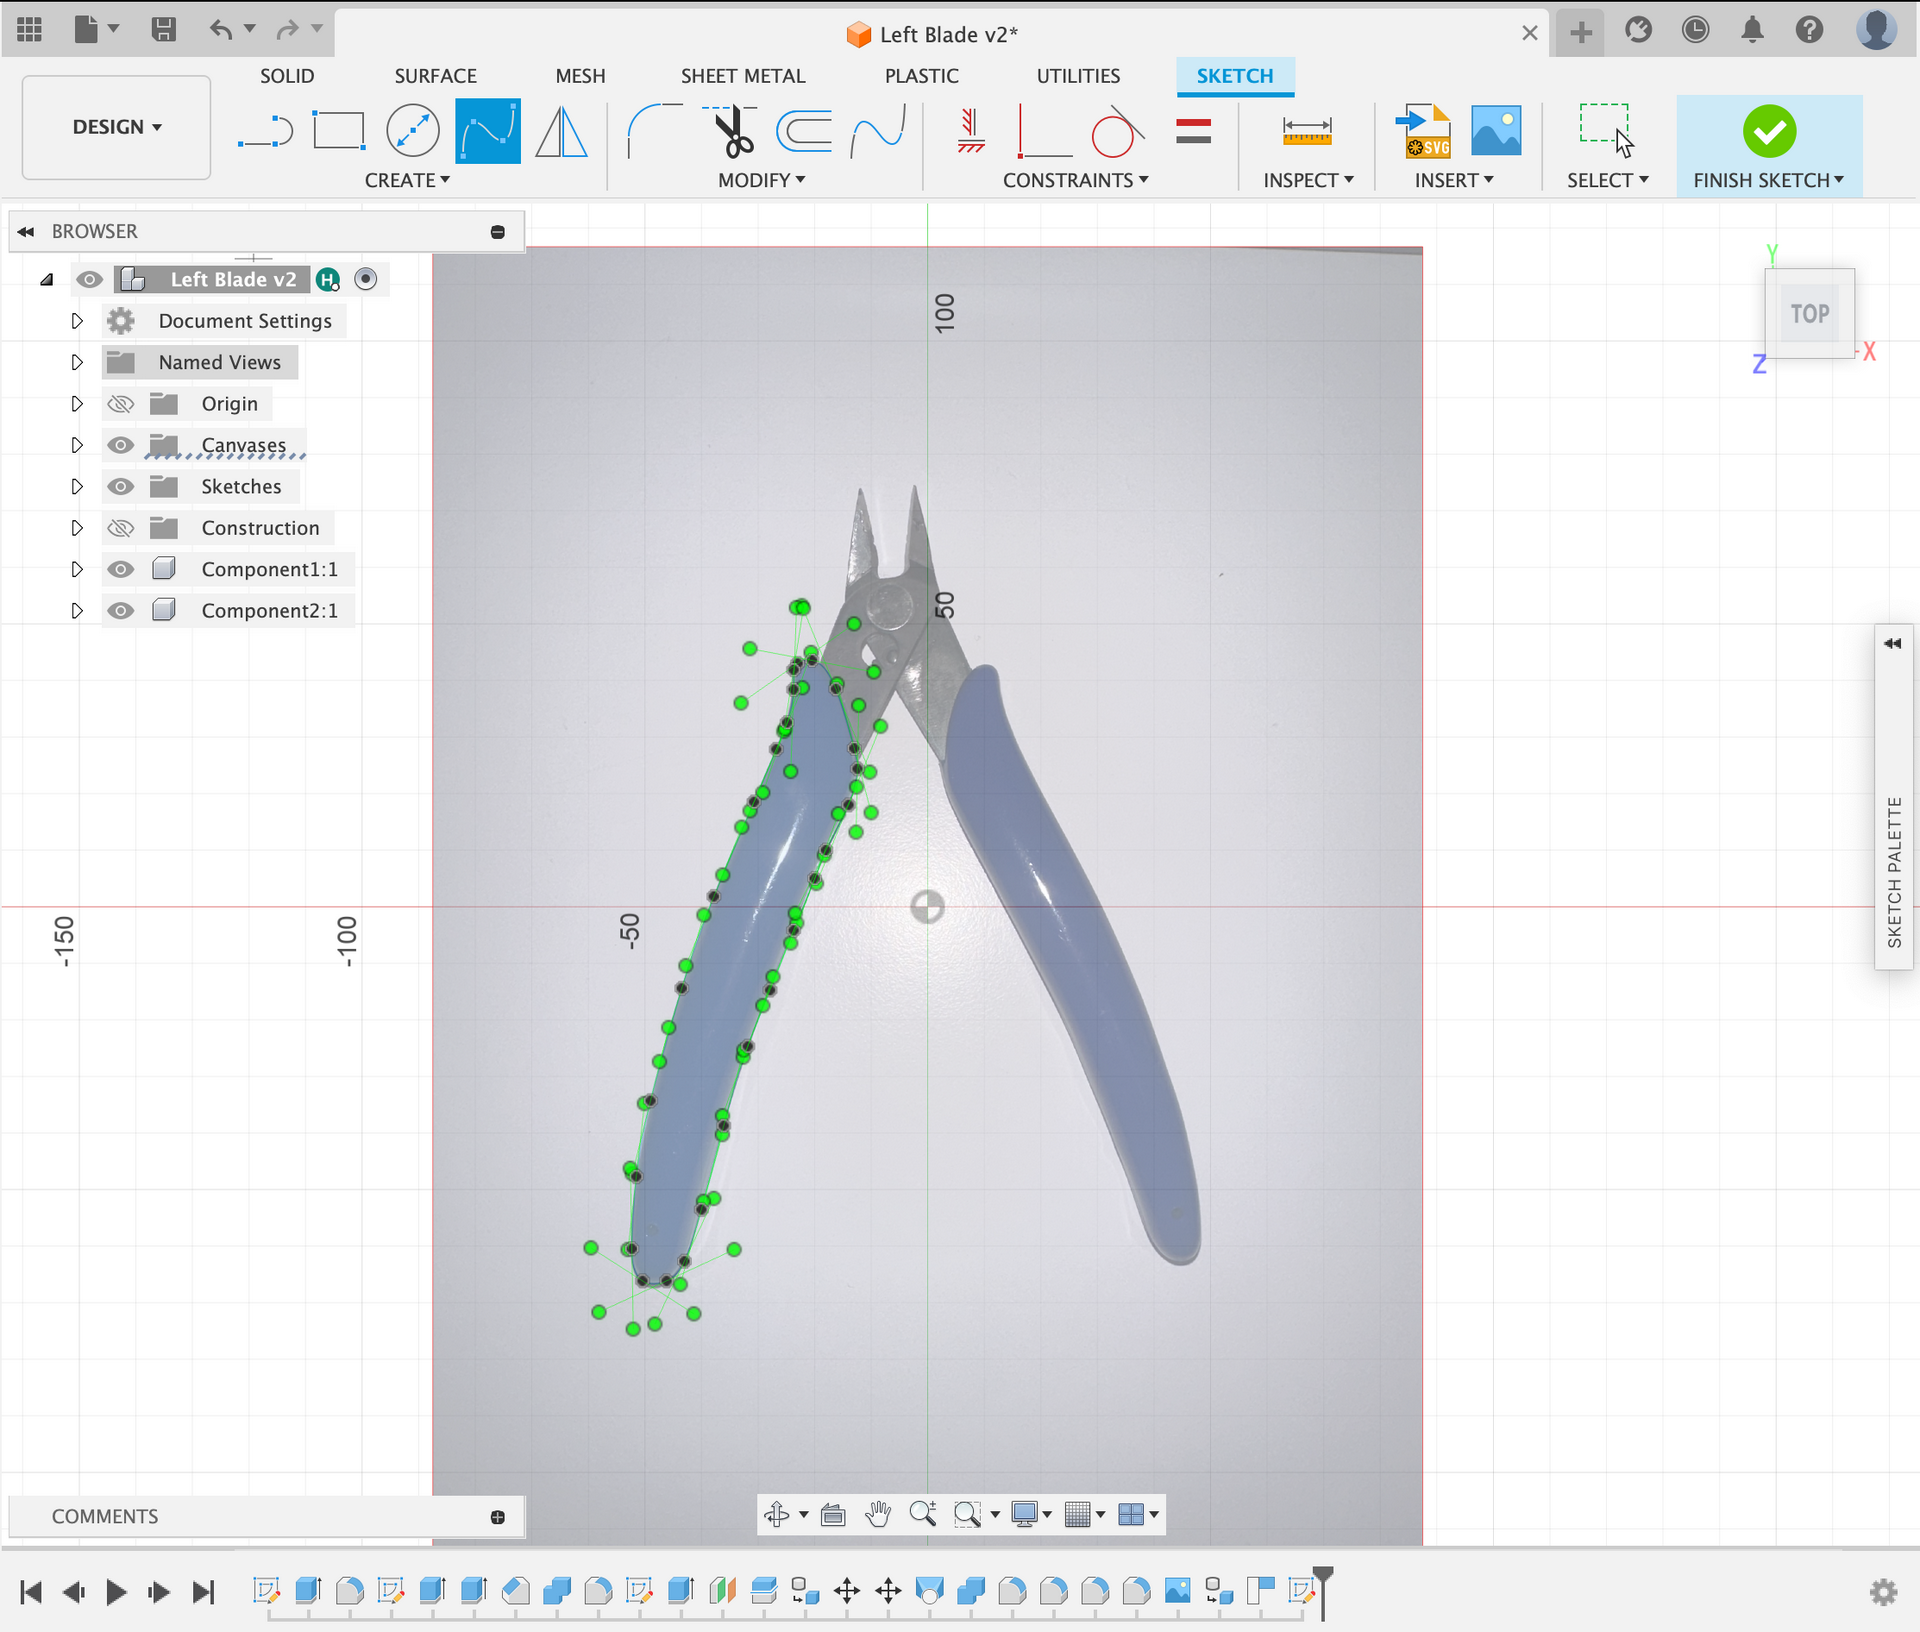 Left Blade v2*
SOLID SURFACE MESH SHEET METAL PLASTIC UTILITIES SKETCH
DESIGN
SVG
CREATE MODIFY CONSTRAINTS INSPECT INSERT SELECT FINISH SKETCH
BROWSER
Left Blade v2 H
Document Settings
Named Views
Origin
Canvases
Sketches
Construction
Component1:1
Component2:1
100
50
-150
-100
-50
Y
TOP
X
Z
SKETCH PALETTE
COMMENTS